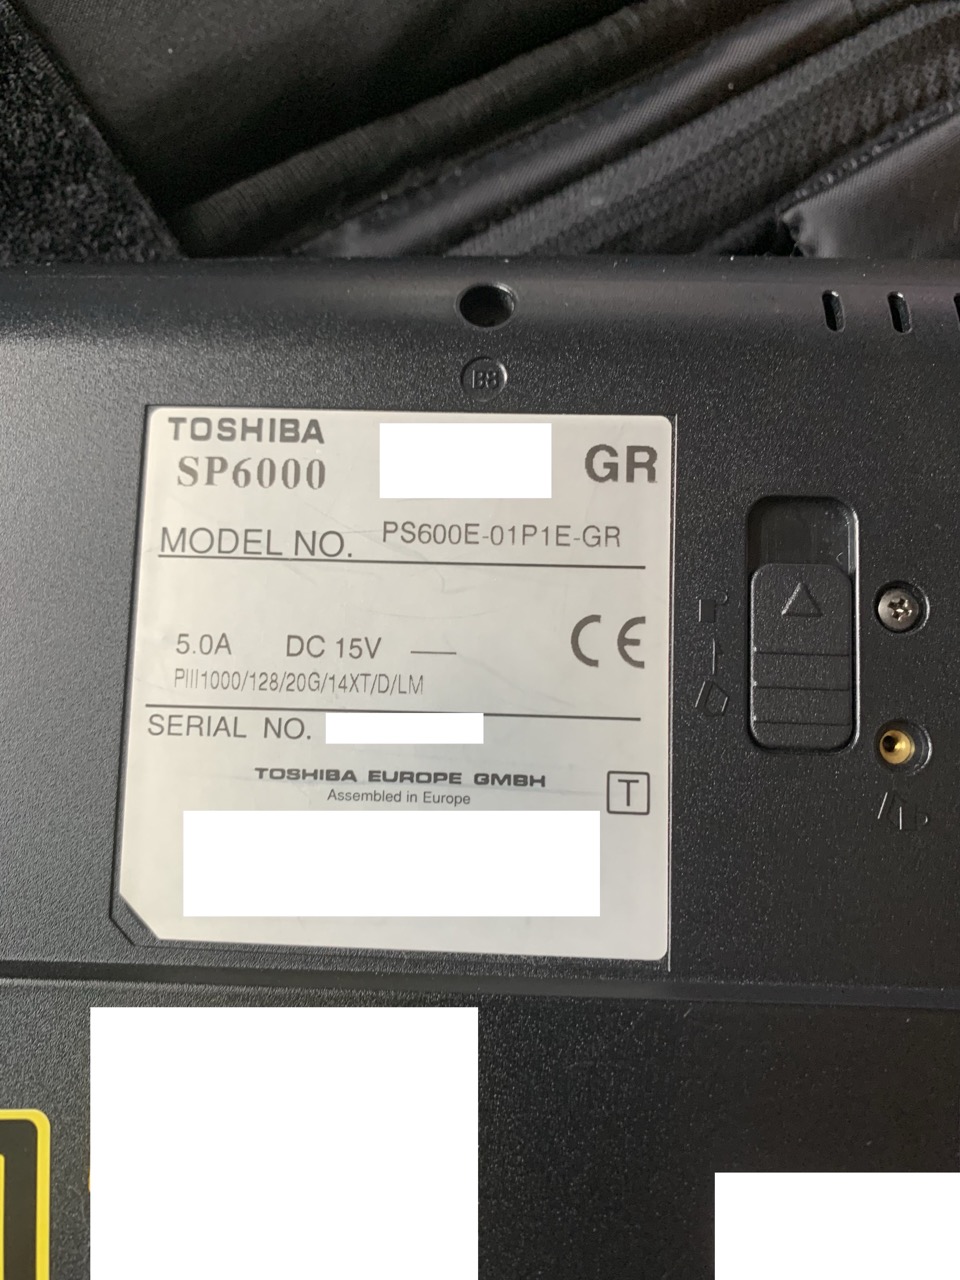 B8
TOSHIBA
SP6000
GR
MODEL NO. PS600E-01P1E-GR
5.0A DC 15V
PIII1000/128/20G/14XT/D/LM
SERIAL NO.
TOSHIBA EUROPE GMBH
Assembled in Europe
T
CE